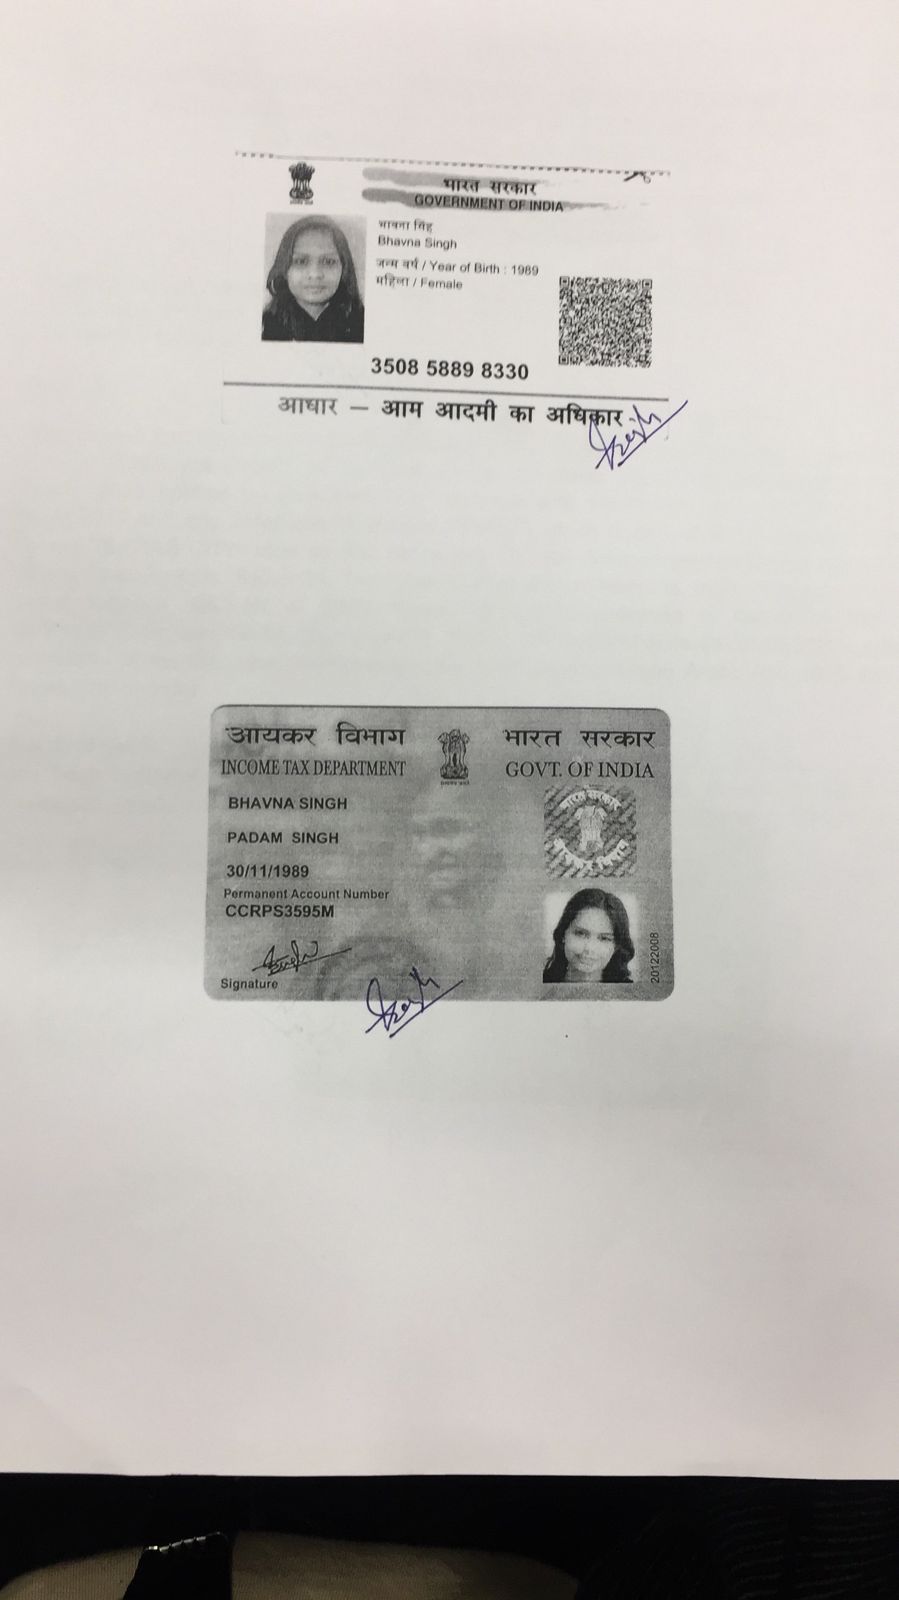 भारत सरकार
GOVERNMENT OF INDIA
भावना सिंह
Bhavna Singh
जन्म वर्ष / Year of Birth : 1989
महिला / Female
3508 5889 8330
आधार – आम आदमी का अधिकार
आयकर विभाग
INCOME TAX DEPARTMENT
भारत सरकार
GOVT. OF INDIA
BHAVNA SINGH
PADAM SINGH
30/11/1989
Permanent Account Number
CCRPS3595M
Signature
20122008